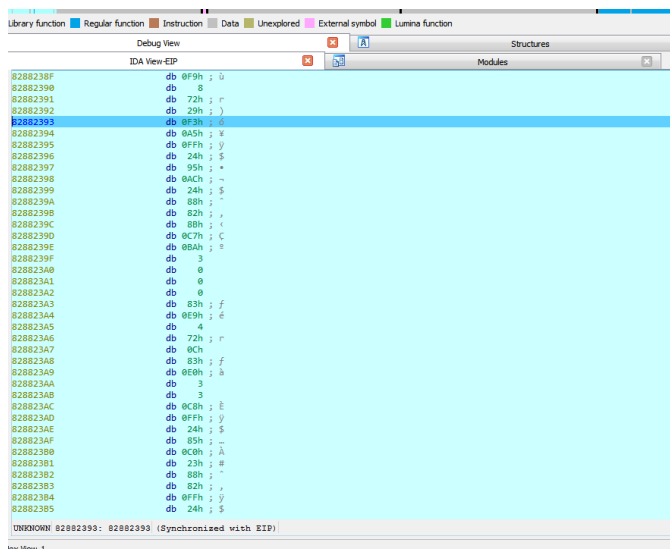 Library function Regular function Instruction Data Unexplored External symbol Lumina function
Debug View Structures
IDA View-EIP Modules
8288238F db 0F9h ; ù
82882390 db 8
82882391 db 72h ; r
82882392 db 29h ; )
82882393 db 0F3h ; ó
82882394 db 0A5h ; ¥
82882395 db 0FFh ; ÿ
82882396 db 24h ; $
82882397 db 95h ; •
82882398 db 0ACh ; ¬
82882399 db 24h ; $
8288239A db 88h ; ˆ
8288239B db 82h ; ‚
8288239C db 8Bh ; ‹
8288239D db 0C7h ; Ç
8288239E db 0BAh ; º
8288239F db 3
828823A0 db 0
828823A1 db 0
828823A2 db 0
828823A3 db 83h ; ƒ
828823A4 db 0E9h ; é
828823A5 db 4
828823A6 db 72h ; r
828823A7 db 0Ch
828823A8 db 83h ; ƒ
828823A9 db 0E0h ; à
828823AA db 3
828823AB db 3
828823AC db 0C8h ; È
828823AD db 0FFh ; ÿ
828823AE db 24h ; $
828823AF db 85h ; …
828823B0 db 0C0h ; À
828823B1 db 23h ; #
828823B2 db 88h ; ˆ
828823B3 db 82h ; ‚
828823B4 db 0FFh ; ÿ
828823B5 db 24h ; $
UNKNOWN 82882393: 82882393 (Synchronized with EIP)